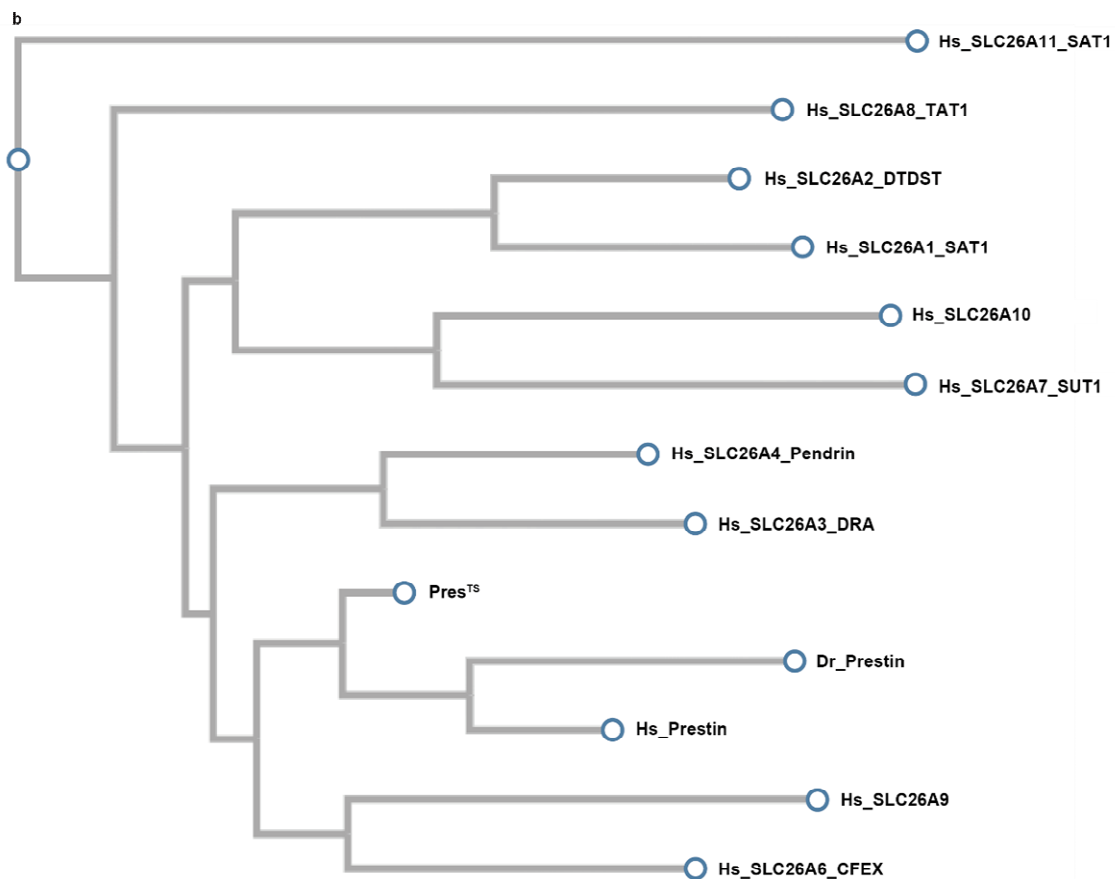 b
Hs_SLC26A11_SAT1
Hs_SLC26A8_TAT1
Hs_SLC26A2_DTDST
Hs_SLC26A1_SAT1
Hs_SLC26A10
Hs_SLC26A7_SUT1
Hs_SLC26A4_Pendrin
Hs_SLC26A3_DRA
Pres^TS
Dr_Prestin
Hs_Prestin
Hs_SLC26A9
Hs_SLC26A6_CFEX